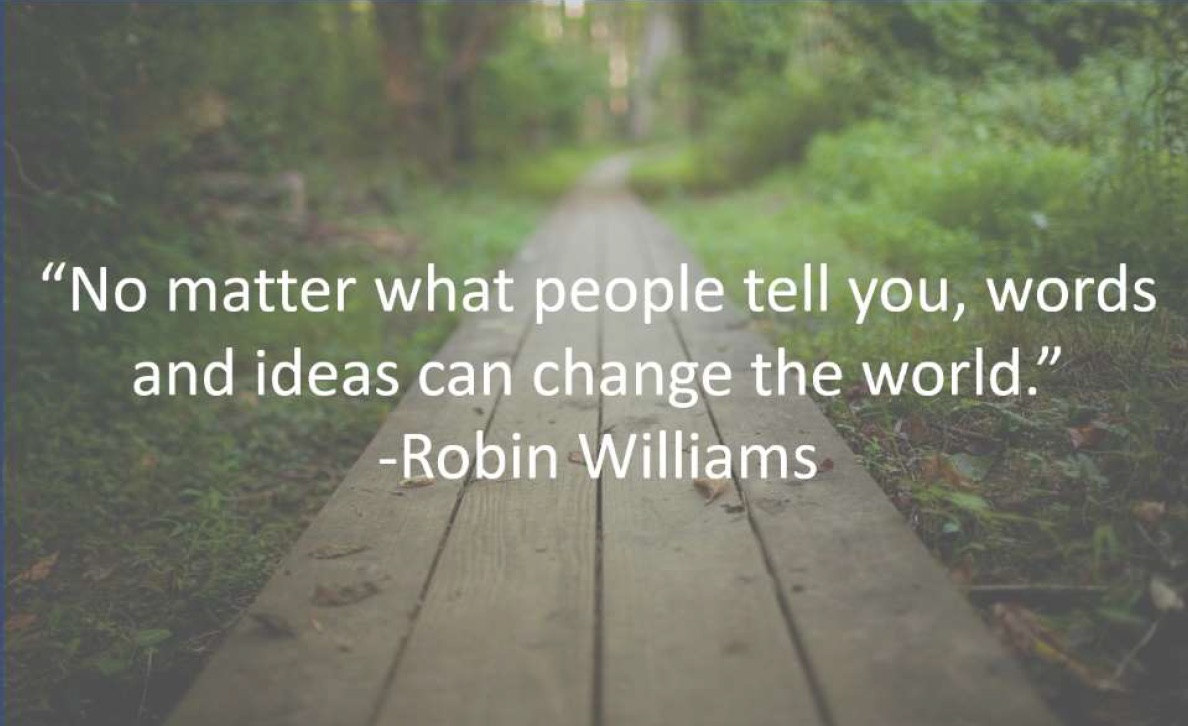 “No matter what people tell you, words
and ideas can change the world.”
-Robin Williams